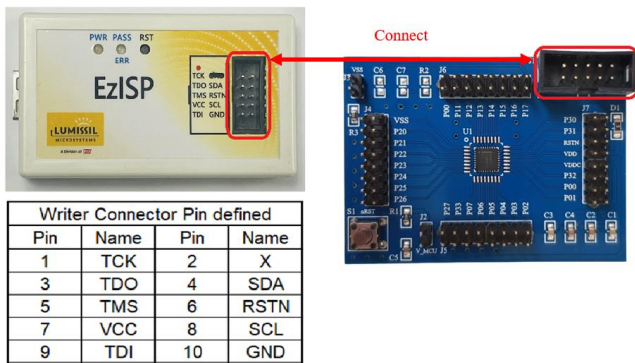 Connect
PWR PASS RST
ERR
EzISP
TCK
TDO SDA
TMS RSTN
VCC SCL
TDI GND
LUMISSIL
MICROSYSTEMS
A Division of
VSS C6 C7 R2 J6
J3
P00 P11 P12 P13 P14 P15 P16 P17
J4
VSS
R3
P20
P21
P22
P23
P24
P25
P26
U1
J7 D1
P30
P31
RSTN
VDD
VDDC
P32
P00
P01
S1 nRST R1
J2
V_MCU
C5
P27 P33 P07 P06 P05 P04 P03 P02
J5
C3 C4 C2 C1
Writer Connector Pin defined
Pin Name Pin Name
1 TCK 2 X
3 TDO 4 SDA
5 TMS 6 RSTN
7 VCC 8 SCL
9 TDI 10 GND